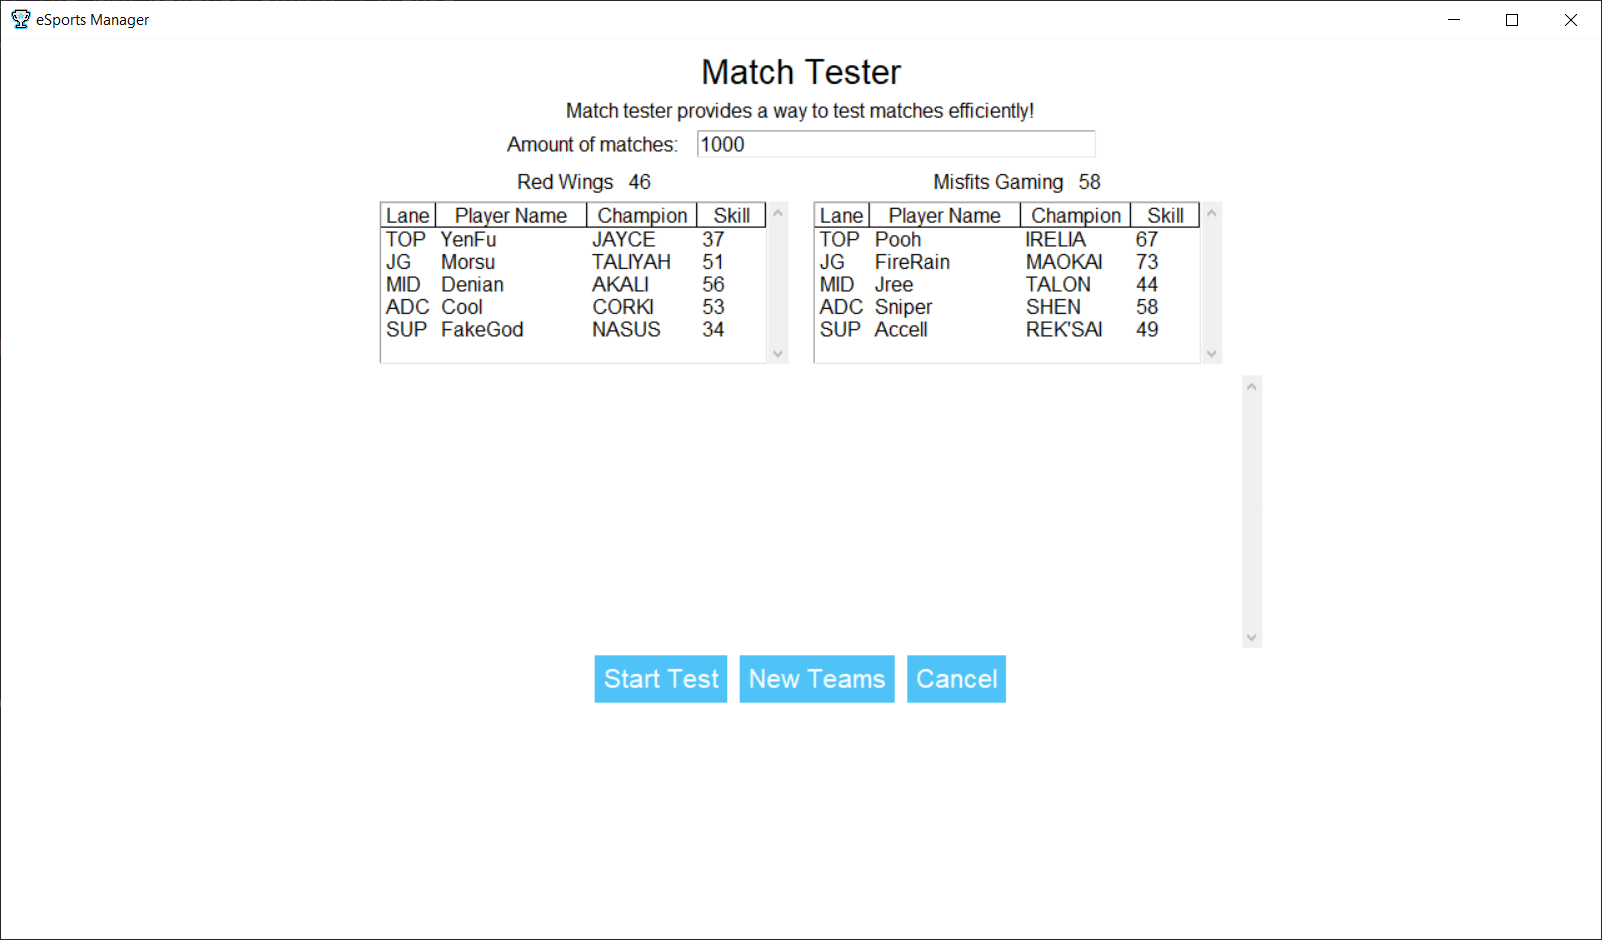 eSports Manager
Match Tester
Match tester provides a way to test matches efficiently!
Amount of matches: 1000
Red Wings 46
Lane Player Name Champion Skill
TOP YenFu JAYCE 37
JG Morsu TALIYAH 51
MID Denian AKALI 56
ADC Cool CORKI 53
SUP FakeGod NASUS 34
Misfits Gaming 58
Lane Player Name Champion Skill
TOP Pooh IRELIA 67
JG FireRain MAOKAI 73
MID Jree TALON 44
ADC Sniper SHEN 58
SUP Accell REK'SAI 49
Start Test New Teams Cancel